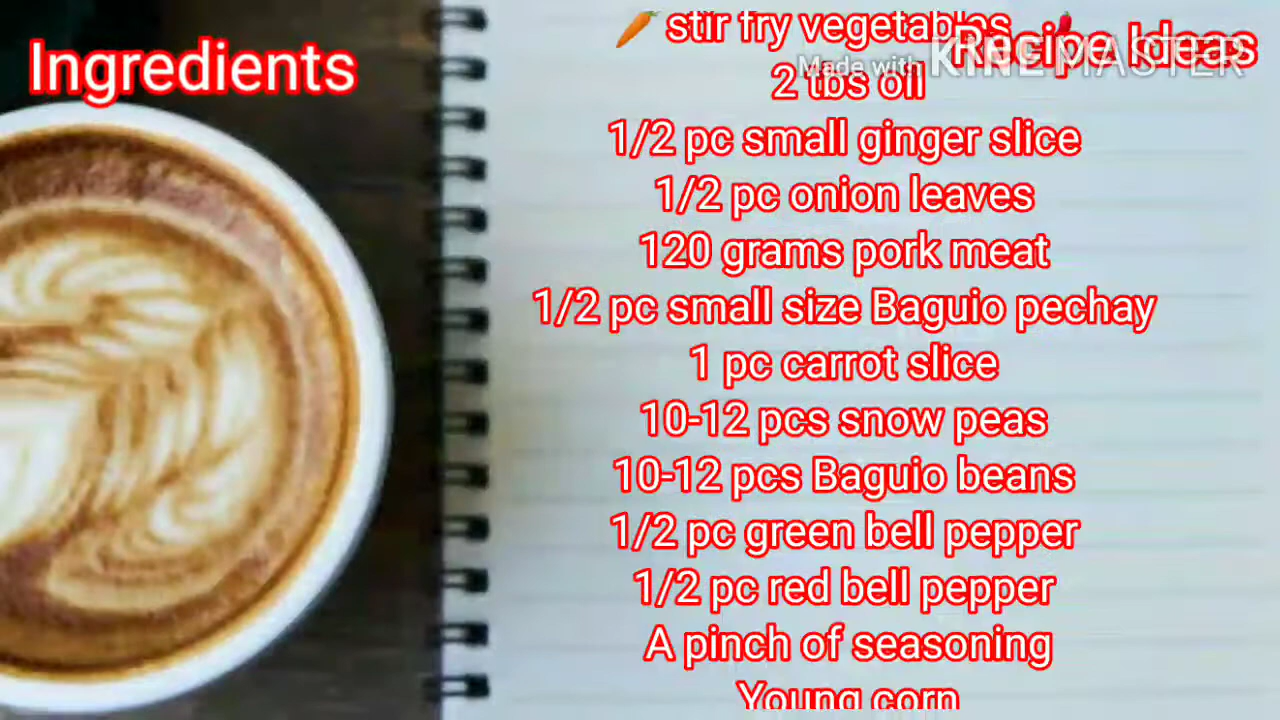 Ingredients
🥕 stir fry vegetables 🌶
Recipe Ideas
Made with KINEMASTER
2 tbs oil
1/2 pc small ginger slice
1/2 pc onion leaves
120 grams pork meat
1/2 pc small size Baguio pechay
1 pc carrot slice
10-12 pcs snow peas
10-12 pcs Baguio beans
1/2 pc green bell pepper
1/2 pc red bell pepper
A pinch of seasoning
Young corn